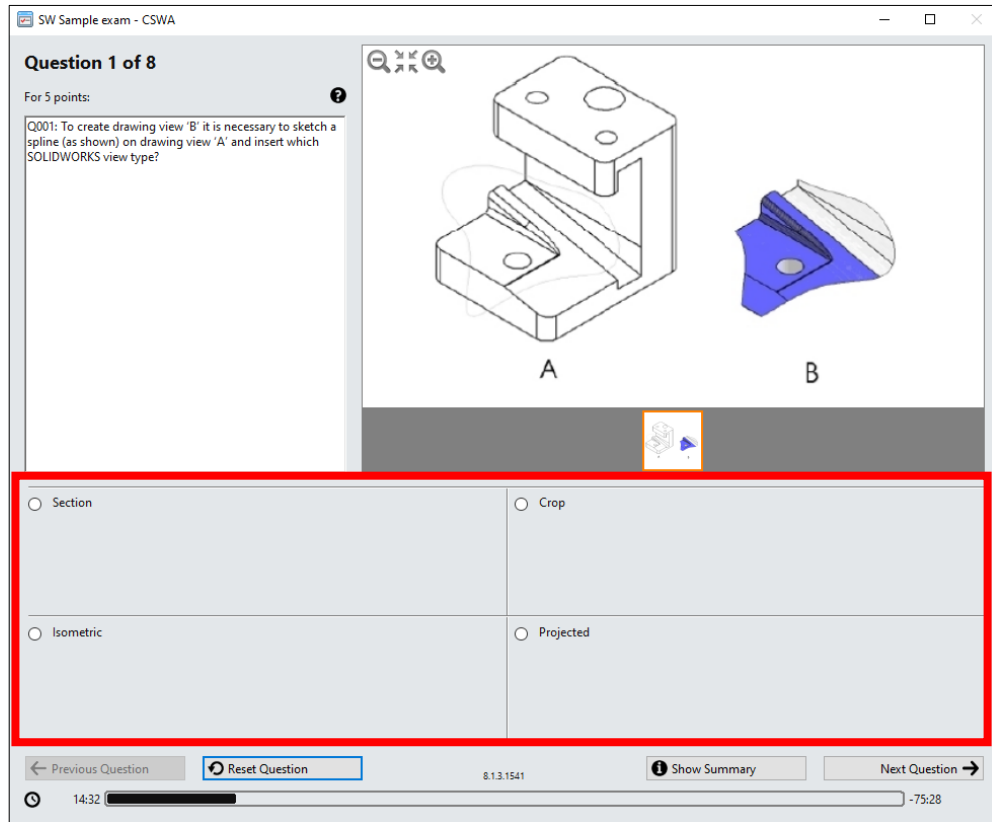 SW Sample exam - CSWA
Question 1 of 8
For 5 points:
Q001: To create drawing view ‘B’ it is necessary to sketch a
spline (as shown) on drawing view ‘A’ and insert which
SOLIDWORKS view type?
A
B
Section
Crop
Isometric
Projected
Previous Question
Reset Question
8.1.3.1541
Show Summary
Next Question
14:32
-75:28